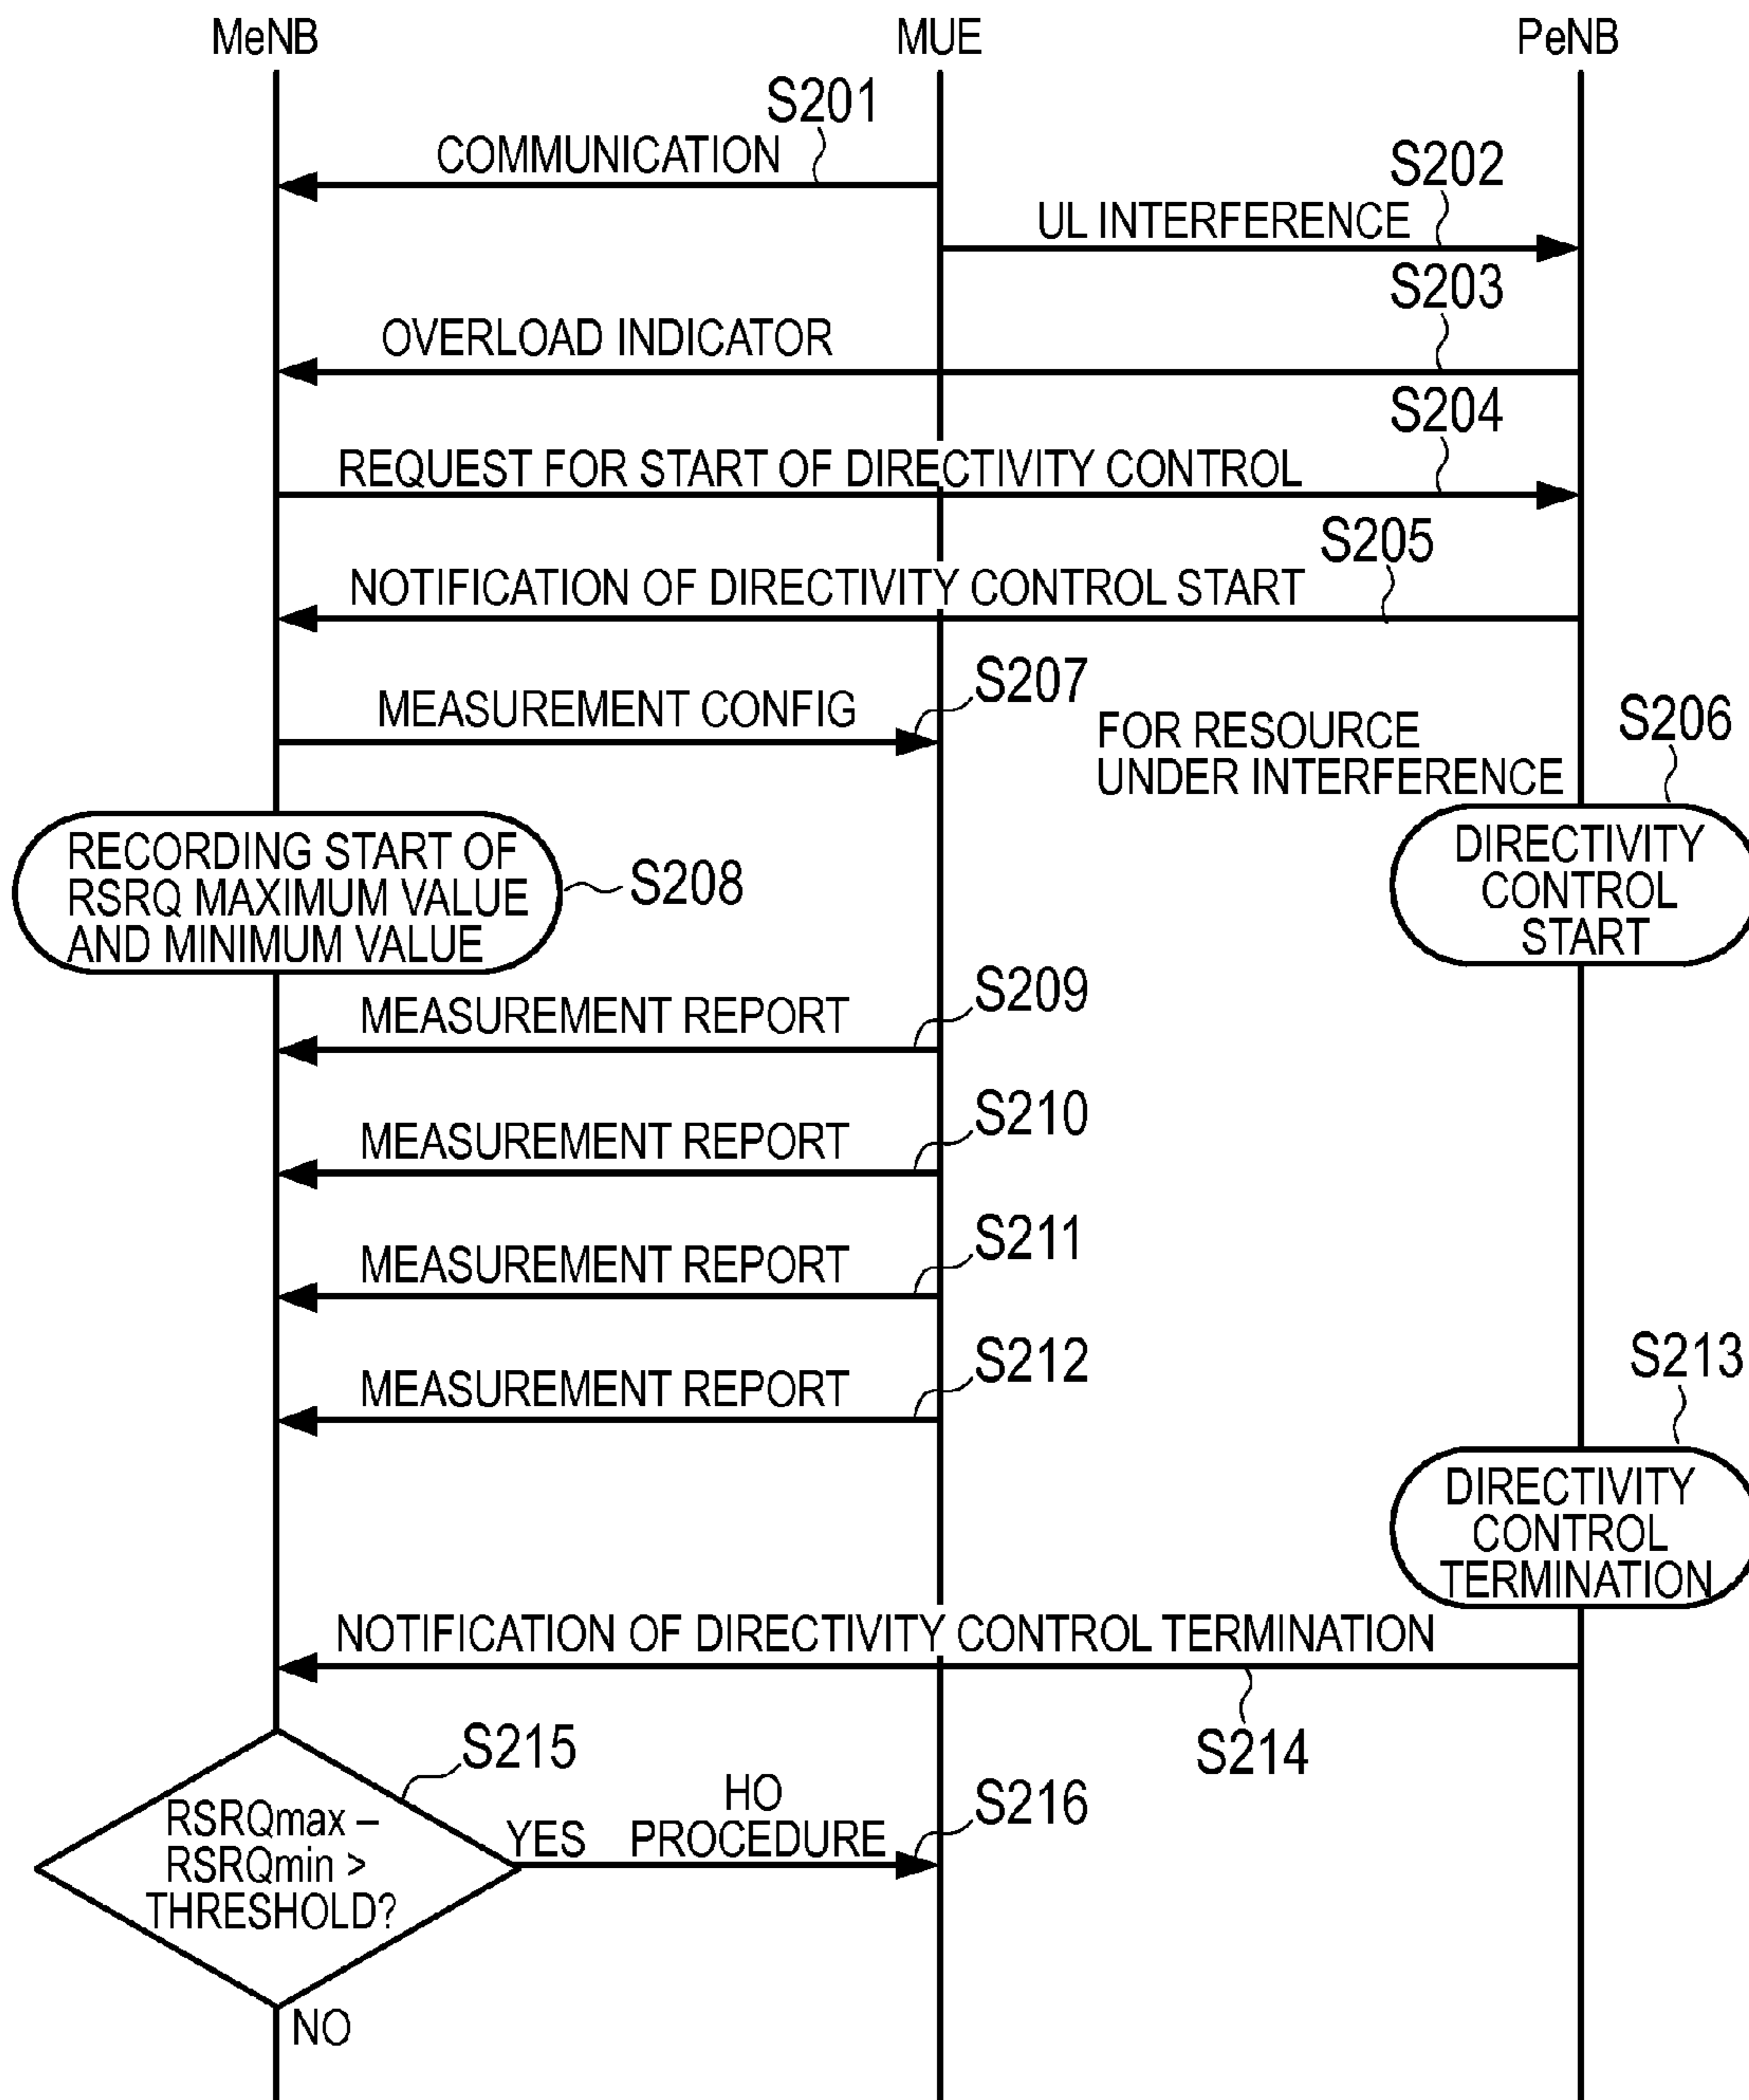 MeNB
MUE
PeNB
S201
COMMUNICATION
S202
UL INTERFERENCE
S203
OVERLOAD INDICATOR
S204
REQUEST FOR START OF DIRECTIVITY CONTROL
S205
NOTIFICATION OF DIRECTIVITY CONTROL START
S207
MEASUREMENT CONFIG
FOR RESOURCE
UNDER INTERFERENCE
S206
RECORDING START OF
RSRQ MAXIMUM VALUE
AND MINIMUM VALUE
S208
DIRECTIVITY
CONTROL
START
S209
MEASUREMENT REPORT
S210
MEASUREMENT REPORT
S211
MEASUREMENT REPORT
S212
MEASUREMENT REPORT
S213
DIRECTIVITY
CONTROL
TERMINATION
NOTIFICATION OF DIRECTIVITY CONTROL TERMINATION
S214
S215
RSRQmax –
RSRQmin >
THRESHOLD?
YES
HO
PROCEDURE
S216
NO